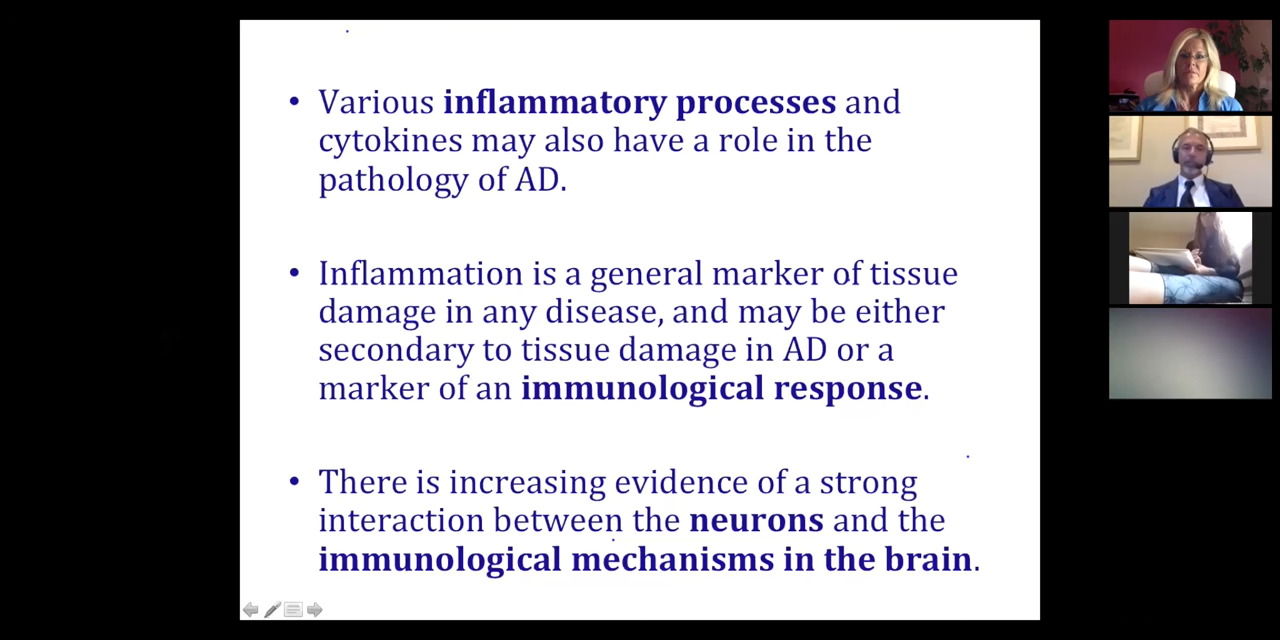 • Various inflammatory processes and
cytokines may also have a role in the
pathology of AD.
• Inflammation is a general marker of tissue
damage in any disease, and may be either
secondary to tissue damage in AD or a
marker of an immunological response.
• There is increasing evidence of a strong
interaction between the neurons and the
immunological mechanisms in the brain.